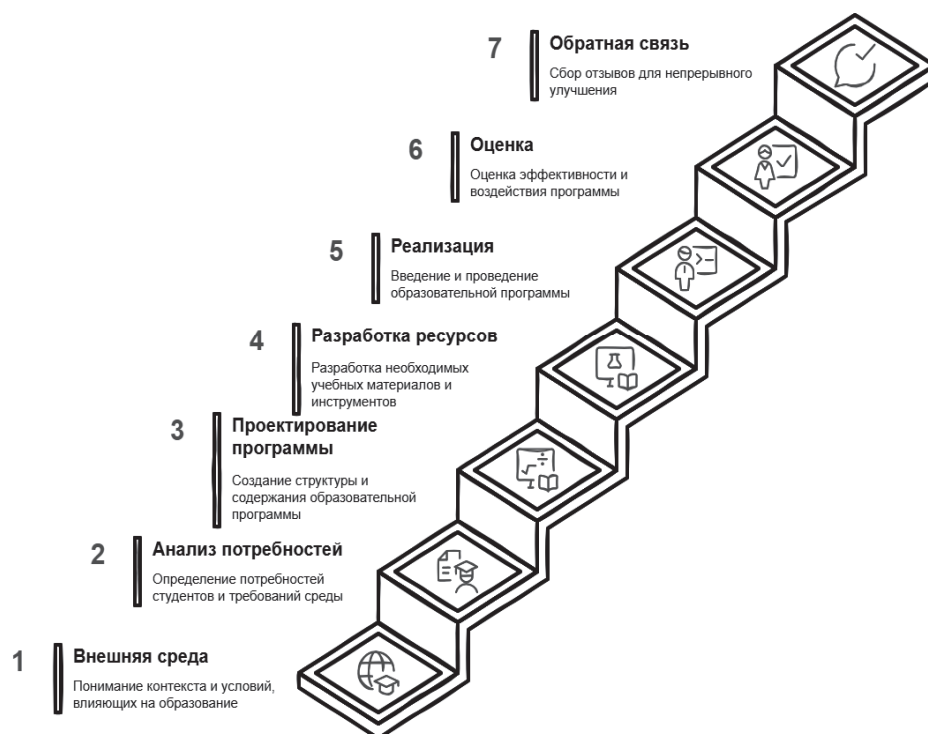 7
Обратная связь
Сбор отзывов для непрерывного
улучшения
6
Оценка
Оценка эффективности и
воздействия программы
5
Реализация
Введение и проведение
образовательной программы
4
Разработка ресурсов
Разработка необходимых
учебных материалов и
инструментов
3
Проектирование
программы
Создание структуры и
содержания образовательной
программы
2
Анализ потребностей
Определение потребностей
студентов и требований среды
1
Внешняя среда
Понимание контекста и условий,
влияющих на образование